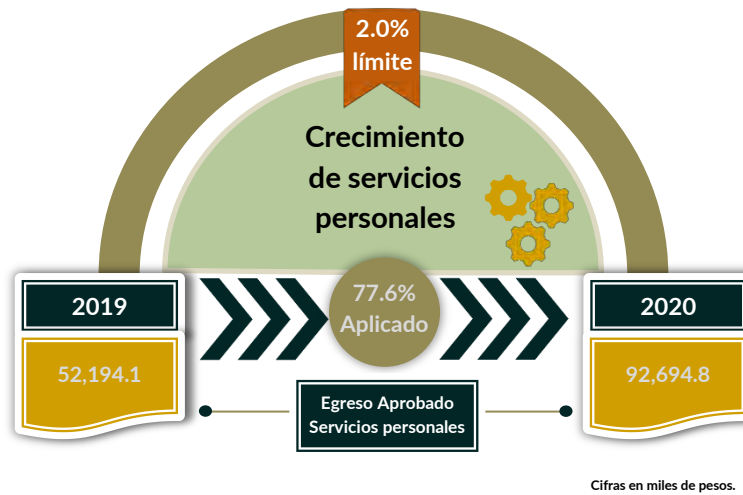 2.0%
límite
Crecimiento
de servicios
personales
2019
77.6%
Aplicado
2020
52,194.1
92,694.8
Egreso Aprobado
Servicios personales
Cifras en miles de pesos.